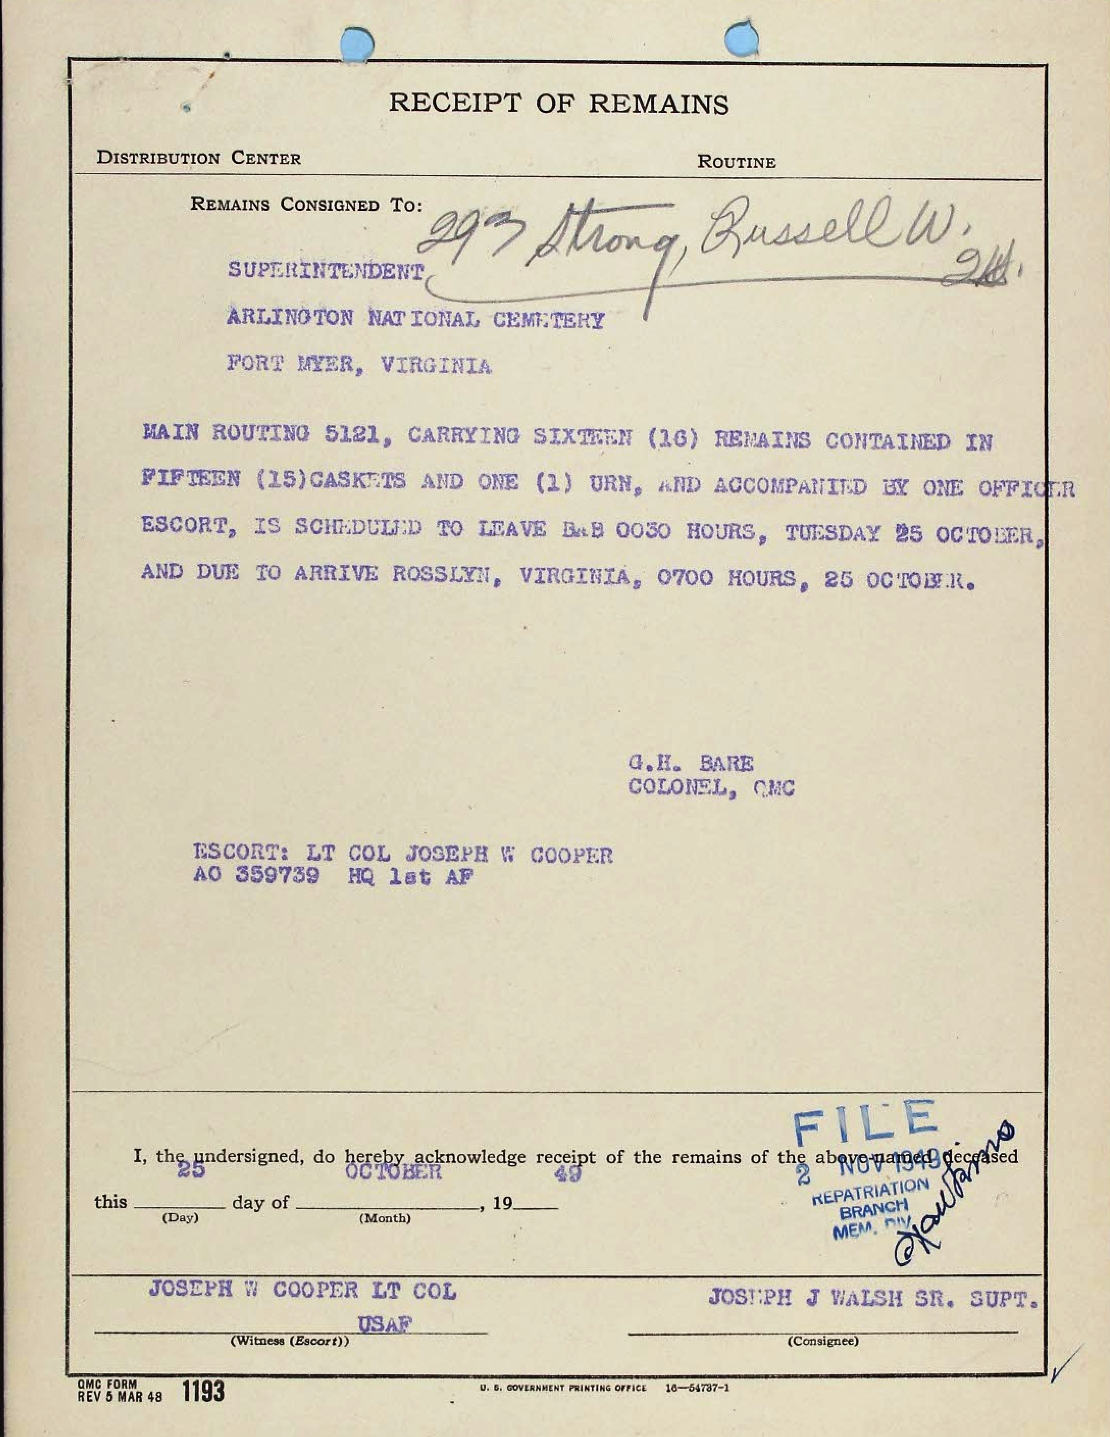 RECEIPT OF REMAINS
DISTRIBUTION CENTER ROUTINE
REMAINS CONSIGNED TO:
293 Strong, Russell W.
SUPERINTENDENT
ARLINGTON NATIONAL CEMETERY
FORT MYER, VIRGINIA
MAIN ROUTING 5121, CARRYING SIXTEEN (16) REMAINS CONTAINED IN
FIFTEEN (15)CASKETS AND ONE (1) URN, AND ACCOMPANIED BY ONE OFFICER
ESCORT, IS SCHEDULED TO LEAVE B&B 0030 HOURS, TUESDAY 25 OCTOBER,
AND DUE TO ARRIVE ROSSLYN, VIRGINIA, 0700 HOURS, 25 OCTOBER.
G.H. BARE
COLONEL, QMC
ESCORT: LT COL JOSEPH W COOPER
AO 359739 HQ 1st AF
FILE
I, the undersigned, do hereby acknowledge receipt of the remains of the above-named deceased
25 OCTOBER 49
2 NOV 1949
this day of , 19
(Day) (Month)
REPATRIATION
BRANCH
MEM. DIV.
JOSEPH W COOPER LT COL
USAF
JOSEPH J WALSH SR. SUPT.
(Witness (Escort)) (Consignee)
QMC FORM
REV 5 MAR 48 1193
U. S. GOVERNMENT PRINTING OFFICE 16—54737-1